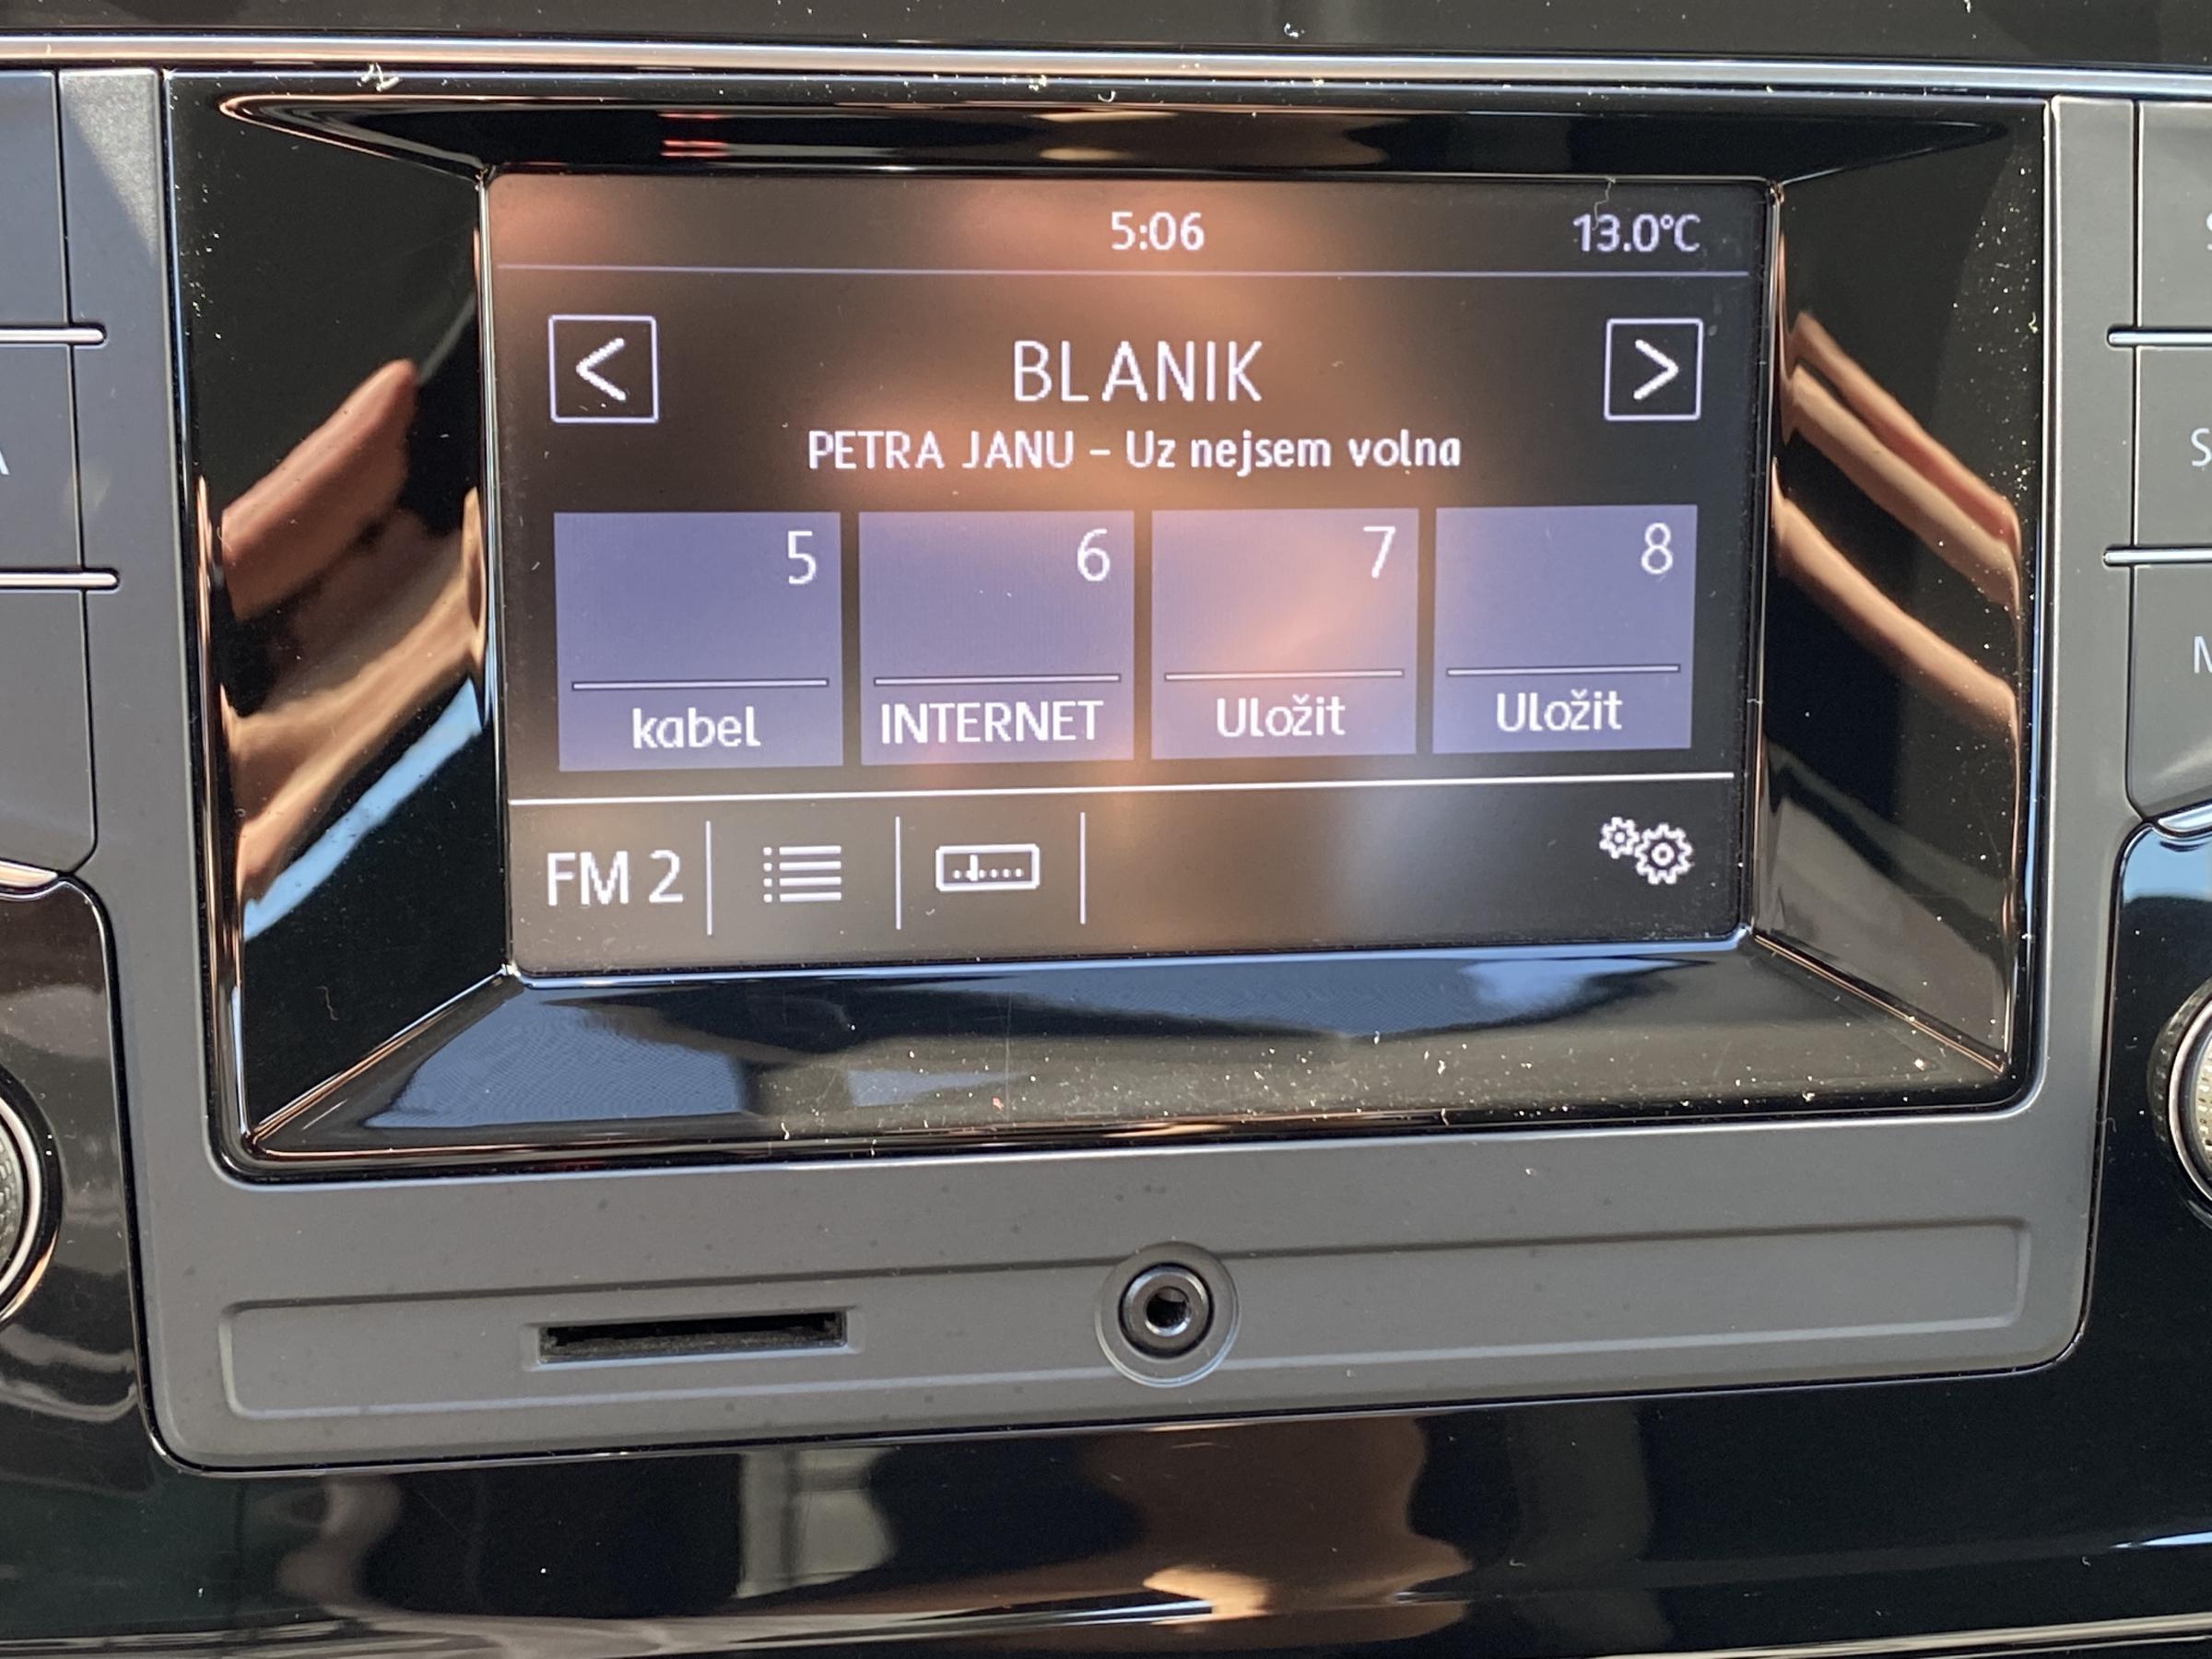 5:06 13.0°C
<
BLANIK
>
PETRA JANU – Uz nejsem volna
5 6 7 8
kabel INTERNET Uložit Uložit
FM 2